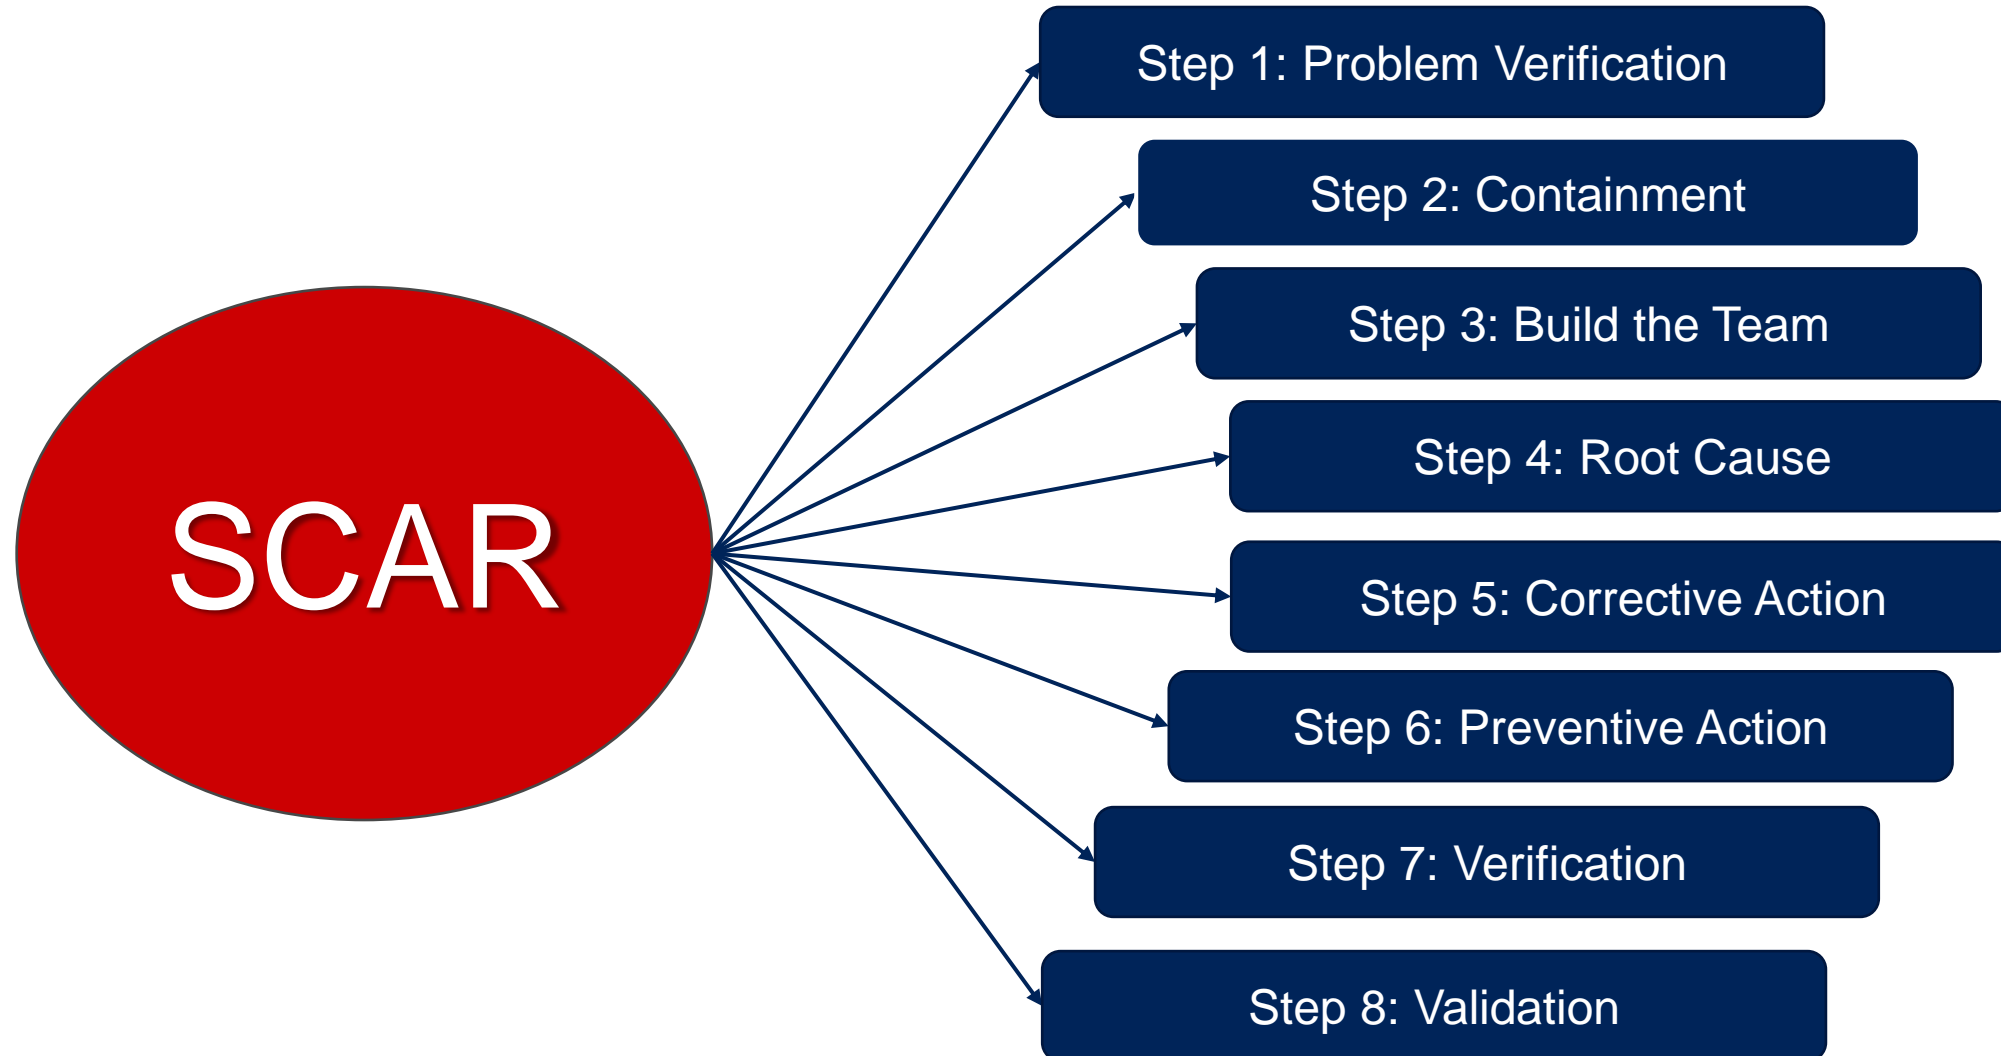 SCAR
Step 1: Problem Verification
Step 2: Containment
Step 3: Build the Team
Step 4: Root Cause
Step 5: Corrective Action
Step 6: Preventive Action
Step 7: Verification
Step 8: Validation